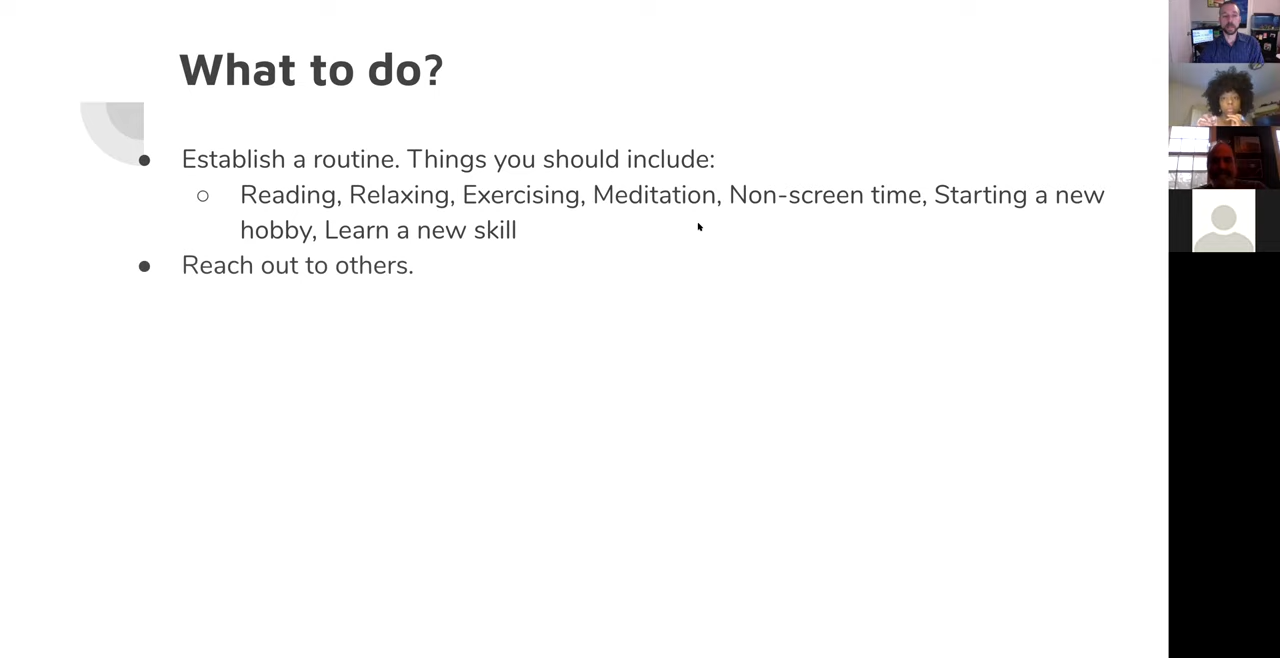 What to do?
● Establish a routine. Things you should include:
○ Reading, Relaxing, Exercising, Meditation, Non-screen time, Starting a new
hobby, Learn a new skill
● Reach out to others.